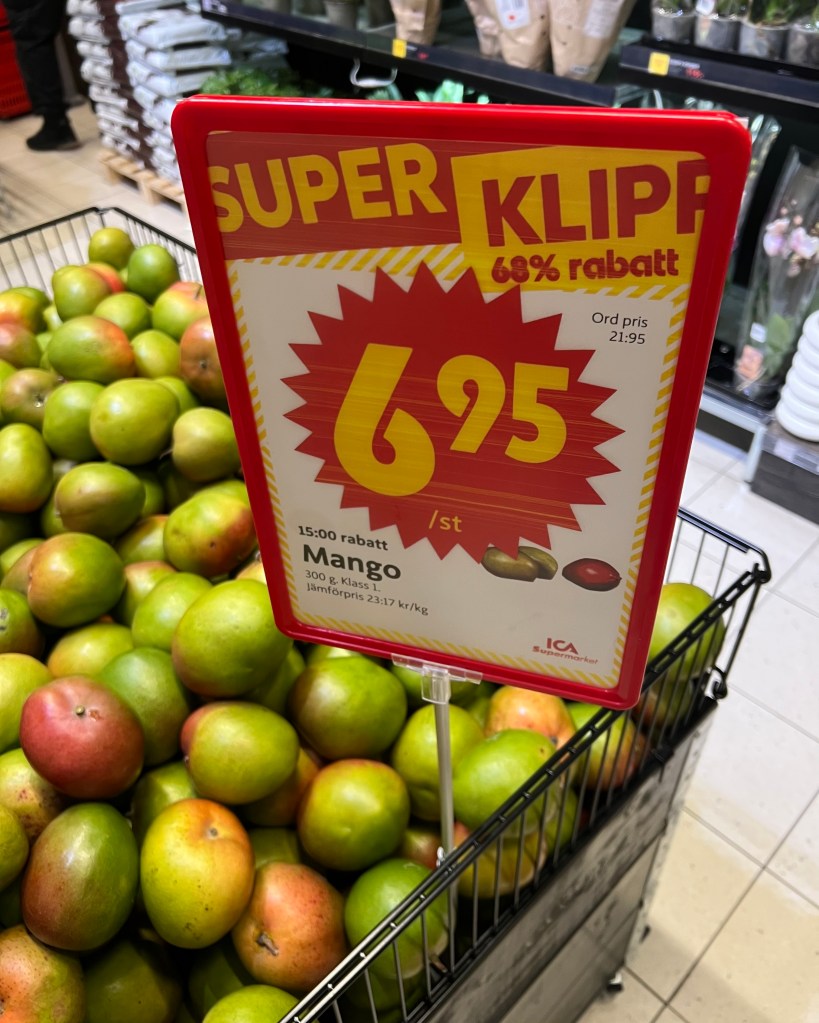 SUPER
KLIPP
68% rabatt
Ord pris
21:95
6 95
/st
15:00 rabatt
Mango
300 g. Klass 1.
Jämförpris 23:17 kr/kg
ICA
Supermarket